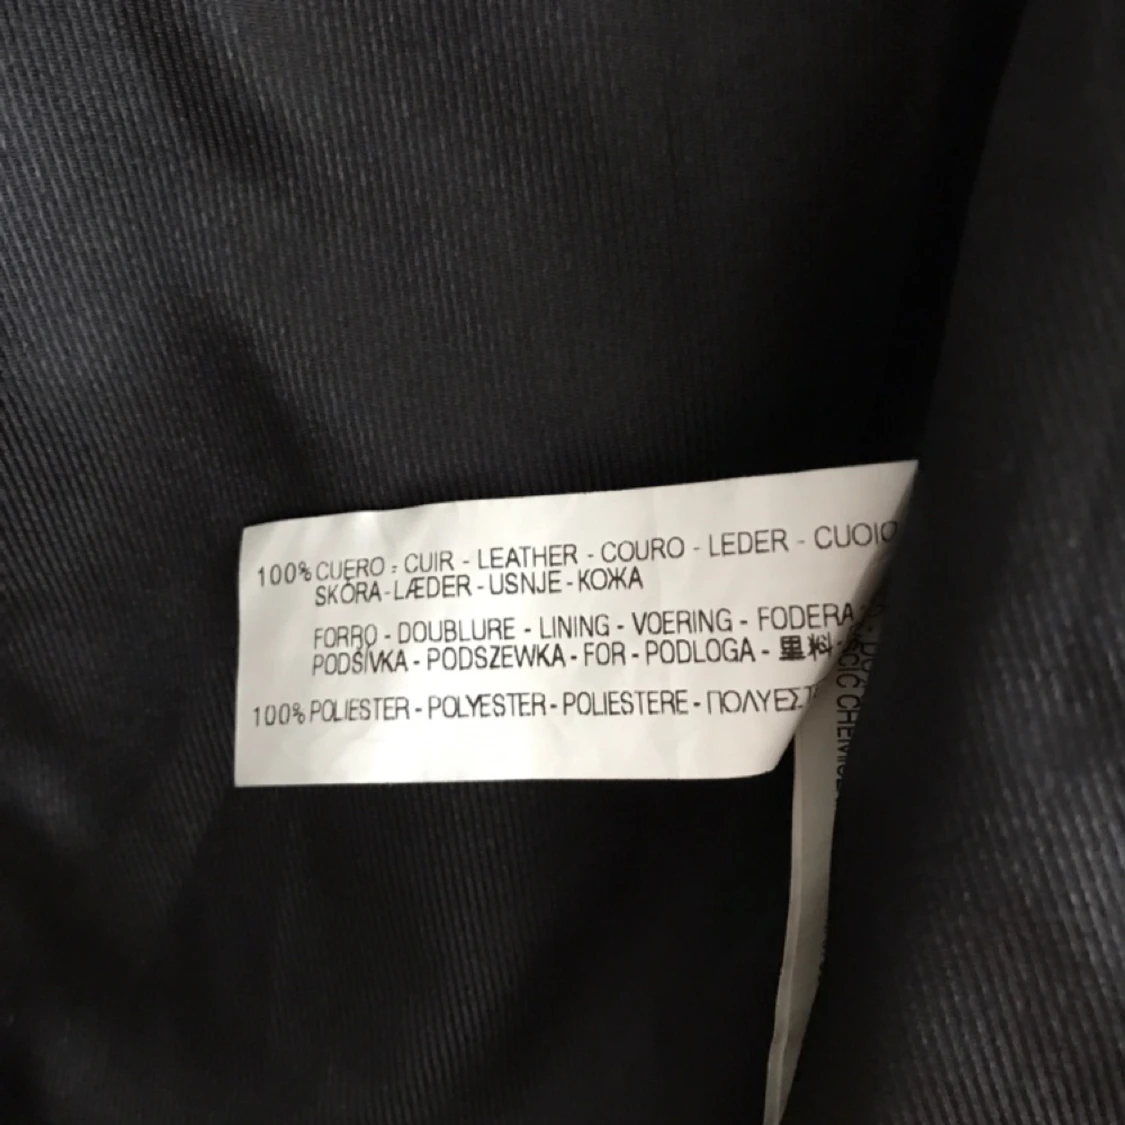 100% CUERO - CUIR - LEATHER - COURO - LEDER - CUOIO
SKÓRA - LÆDER - USNJE - КОЖА
FORRO - DOUBLURE - LINING - VOERING - FODERA
PODŠÍVKA - PODSZEWKA - FOR - PODLOGA - 里料
100% POLIESTER - POLYESTER - POLIESTERE -